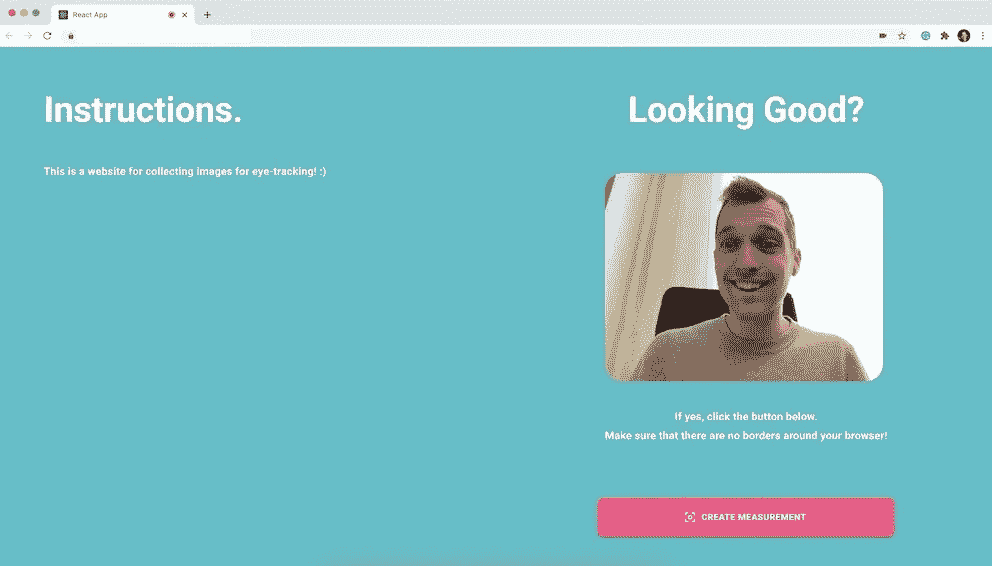 React App
Instructions.
This is a website for collecting images for eye-tracking! :)
Looking Good?
If yes, click the button below.
Make sure that there are no borders around your browser!
CREATE MEASUREMENT